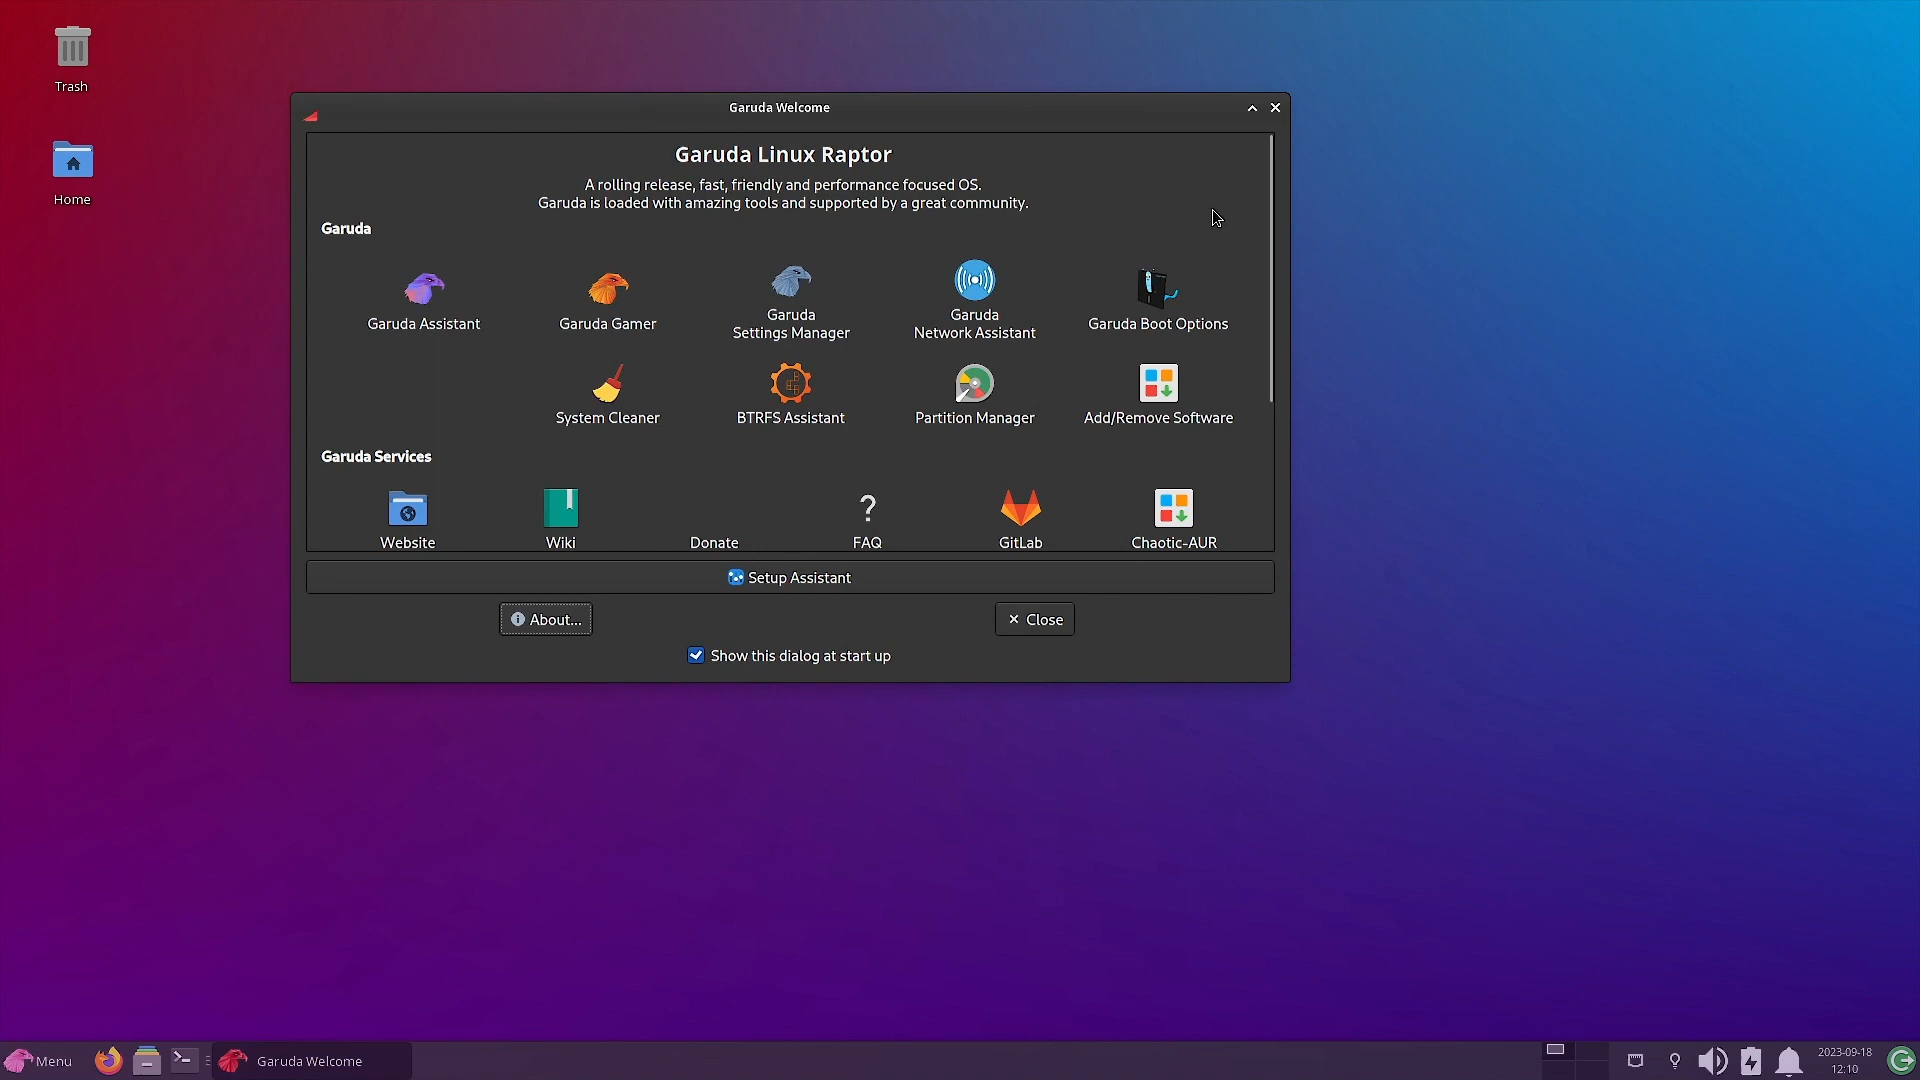 Trash
Home
Garuda Welcome
Garuda Linux Raptor
A rolling release, fast, friendly and performance focused OS.
Garuda is loaded with amazing tools and supported by a great community.
Garuda
Garuda Assistant
Garuda Gamer
Garuda
Settings Manager
Garuda
Network Assistant
Garuda Boot Options
System Cleaner
BTRFS Assistant
Partition Manager
Add/Remove Software
Garuda Services
Website
Wiki
Donate
FAQ
GitLab
Chaotic-AUR
Setup Assistant
About...
Close
Show this dialog at start up
Menu
Garuda Welcome
2023-09-18
12:10